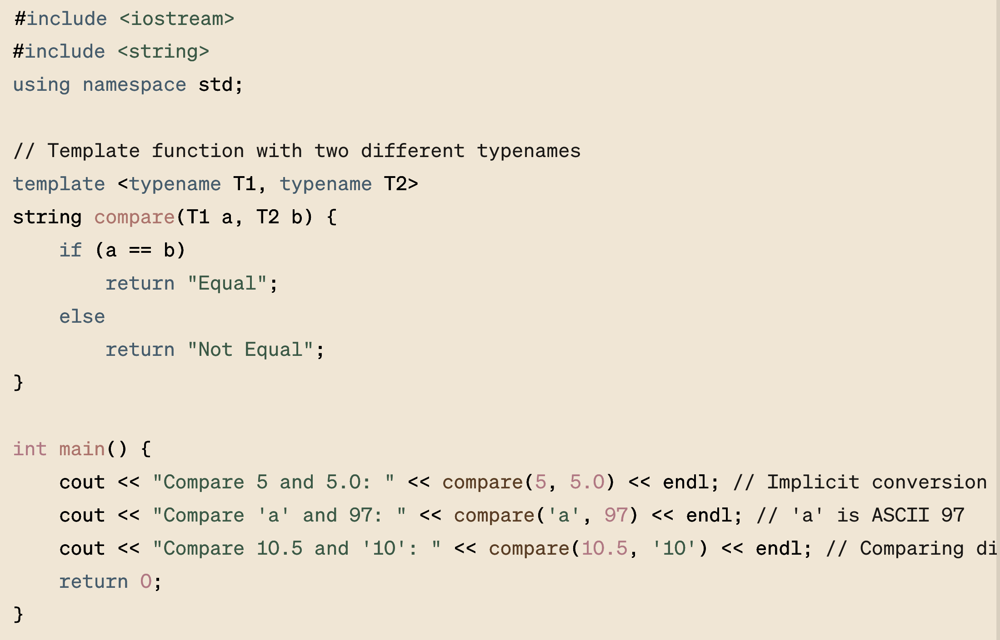 #include <iostream>
#include <string>
using namespace std;

// Template function with two different typenames
template <typename T1, typename T2>
string compare(T1 a, T2 b) {
    if (a == b)
        return "Equal";
    else
        return "Not Equal";
}

int main() {
    cout << "Compare 5 and 5.0: " << compare(5, 5.0) << endl; // Implicit conversion
    cout << "Compare 'a' and 97: " << compare('a', 97) << endl; // 'a' is ASCII 97
    cout << "Compare 10.5 and '10': " << compare(10.5, '10') << endl; // Comparing
    return 0;
}